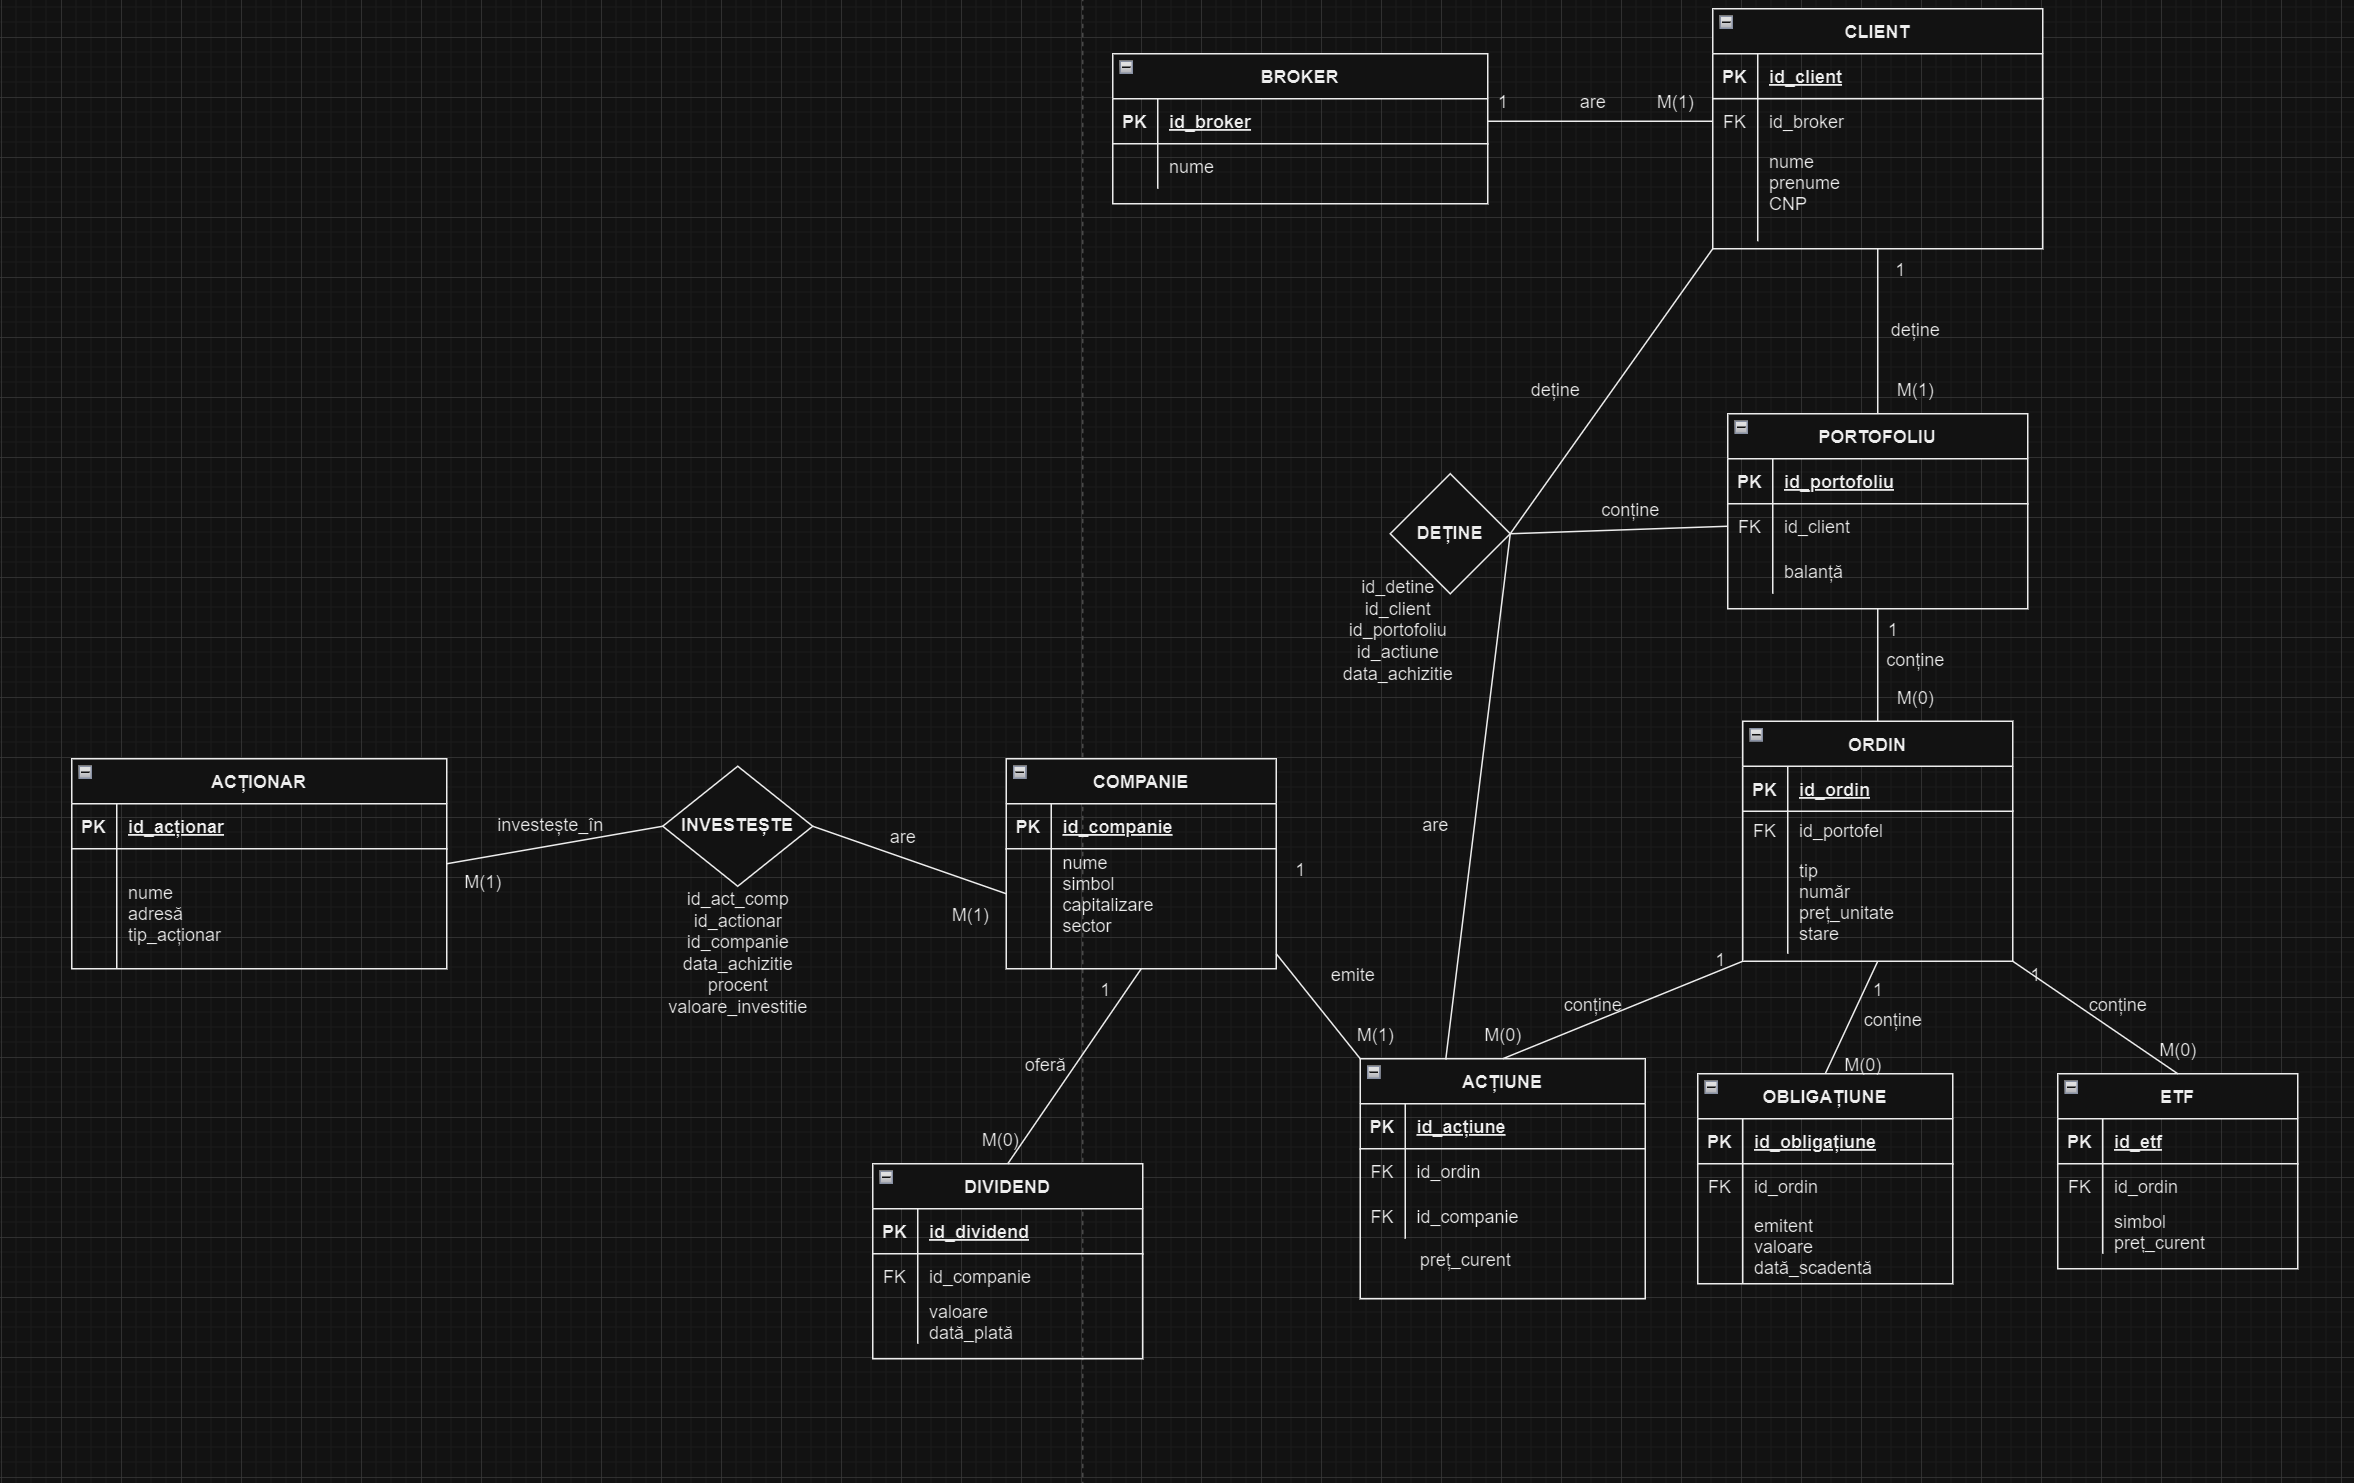 CLIENT
PK id_client
FK id_broker
nume
prenume
CNP
BROKER
PK id_broker
nume
1 are M(1)
1
deține
M(1)
deține
PORTOFOLIU
PK id_portofoliu
FK id_client
balanță
conține
DEȚINE
id_detine
id_client
id_portofoliu
id_actiune
data_achizitie
1
conține
M(0)
ORDIN
PK id_ordin
FK id_portofel
tip
număr
preț_unitate
stare
ACȚIONAR
PK id_acționar
nume
adresă
tip_acționar
investește_în
M(1)
INVESTEȘTE
id_act_comp
id_actionar
id_companie
data_achizitie
procent
valoare_investitie
are
M(1)
COMPANIE
PK id_companie
nume
simbol
capitalizare
sector
1
emite
M(1)
are
1
oferă
M(0)
1
conține
M(0)
1
conține
M(0)
1
conține
M(0)
ACȚIUNE
PK id_acțiune
FK id_ordin
FK id_companie
preț_curent
OBLIGAȚIUNE
PK id_obligațiune
FK id_ordin
emitent
valoare
dată_scadentă
ETF
PK id_etf
FK id_ordin
simbol
preț_curent
DIVIDEND
PK id_dividend
FK id_companie
valoare
dată_plată